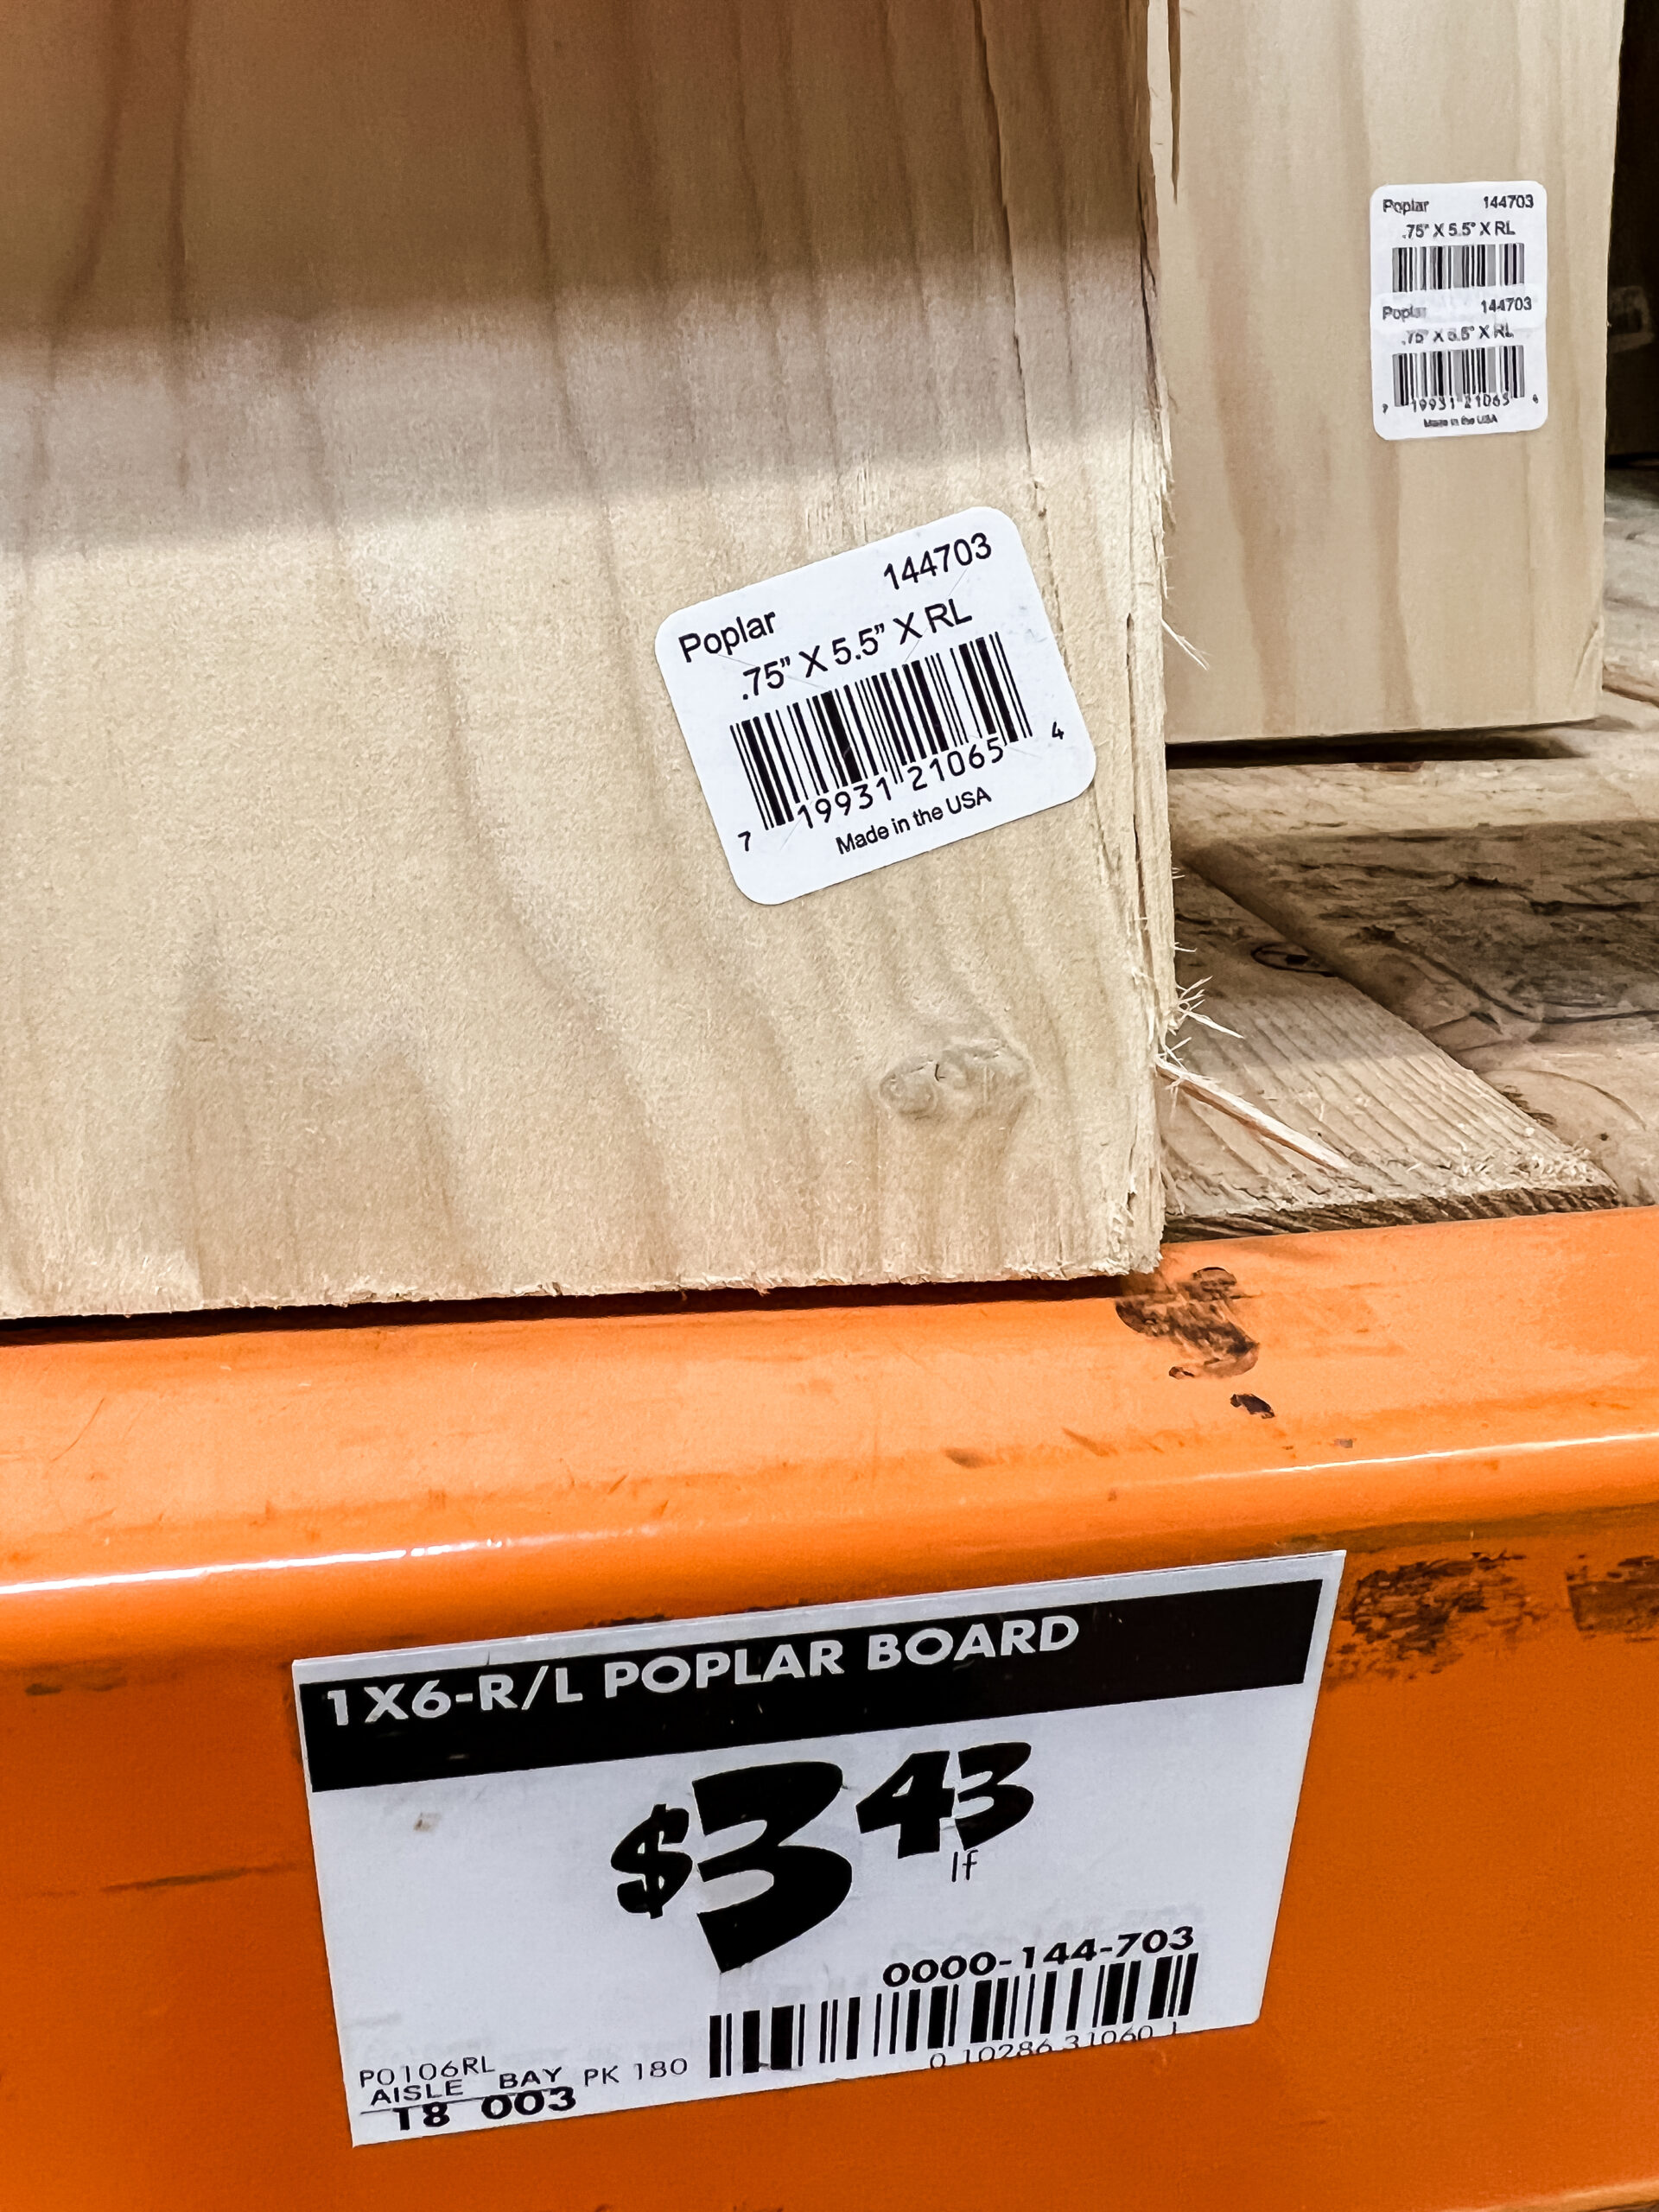 Poplar 144703
.75" X 5.5" X RL
Poplar 144703
.75" X 5.5" X RL
7 19931 21065 4
Made in the USA
Poplar 144703
.75" X 5.5" X RL
7 19931 21065 4
Made in the USA
1X6-R/L POPLAR BOARD
$3 43
lf
0000-144-703
0 10286 31060 1
P0106RL
AISLE BAY PK 180
18 003